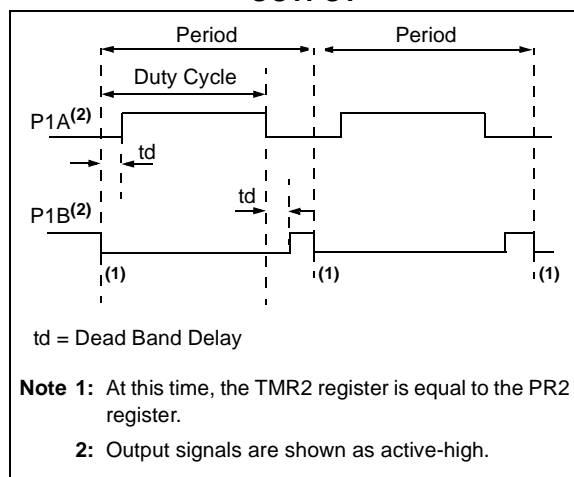 OUTPUT
Period Period
Duty Cycle
P1A(2)
td
td
P1B(2)
(1) (1) (1)
td = Dead Band Delay
Note 1: At this time, the TMR2 register is equal to the PR2
register.
2: Output signals are shown as active-high.